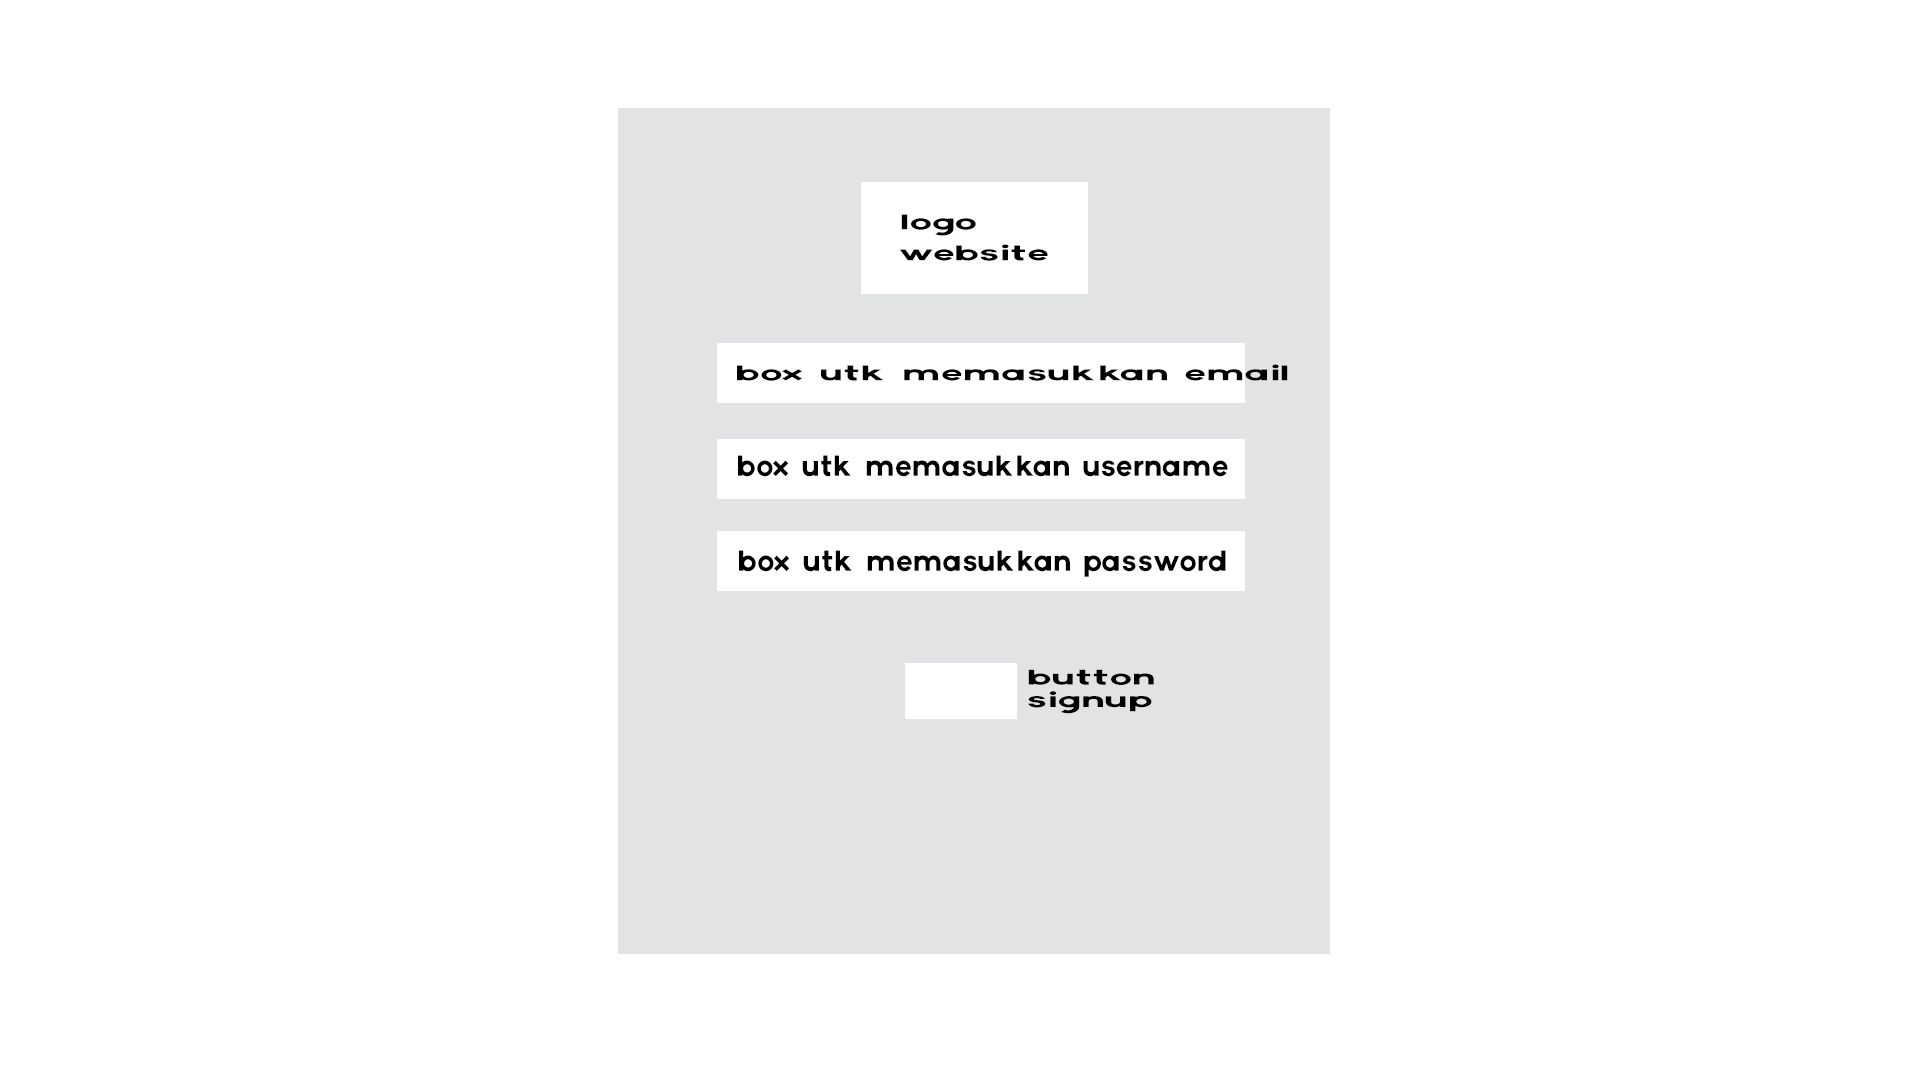 logo
website
box utk memasukkan email
box utk memasukkan username
box utk memasukkan password
button
signup